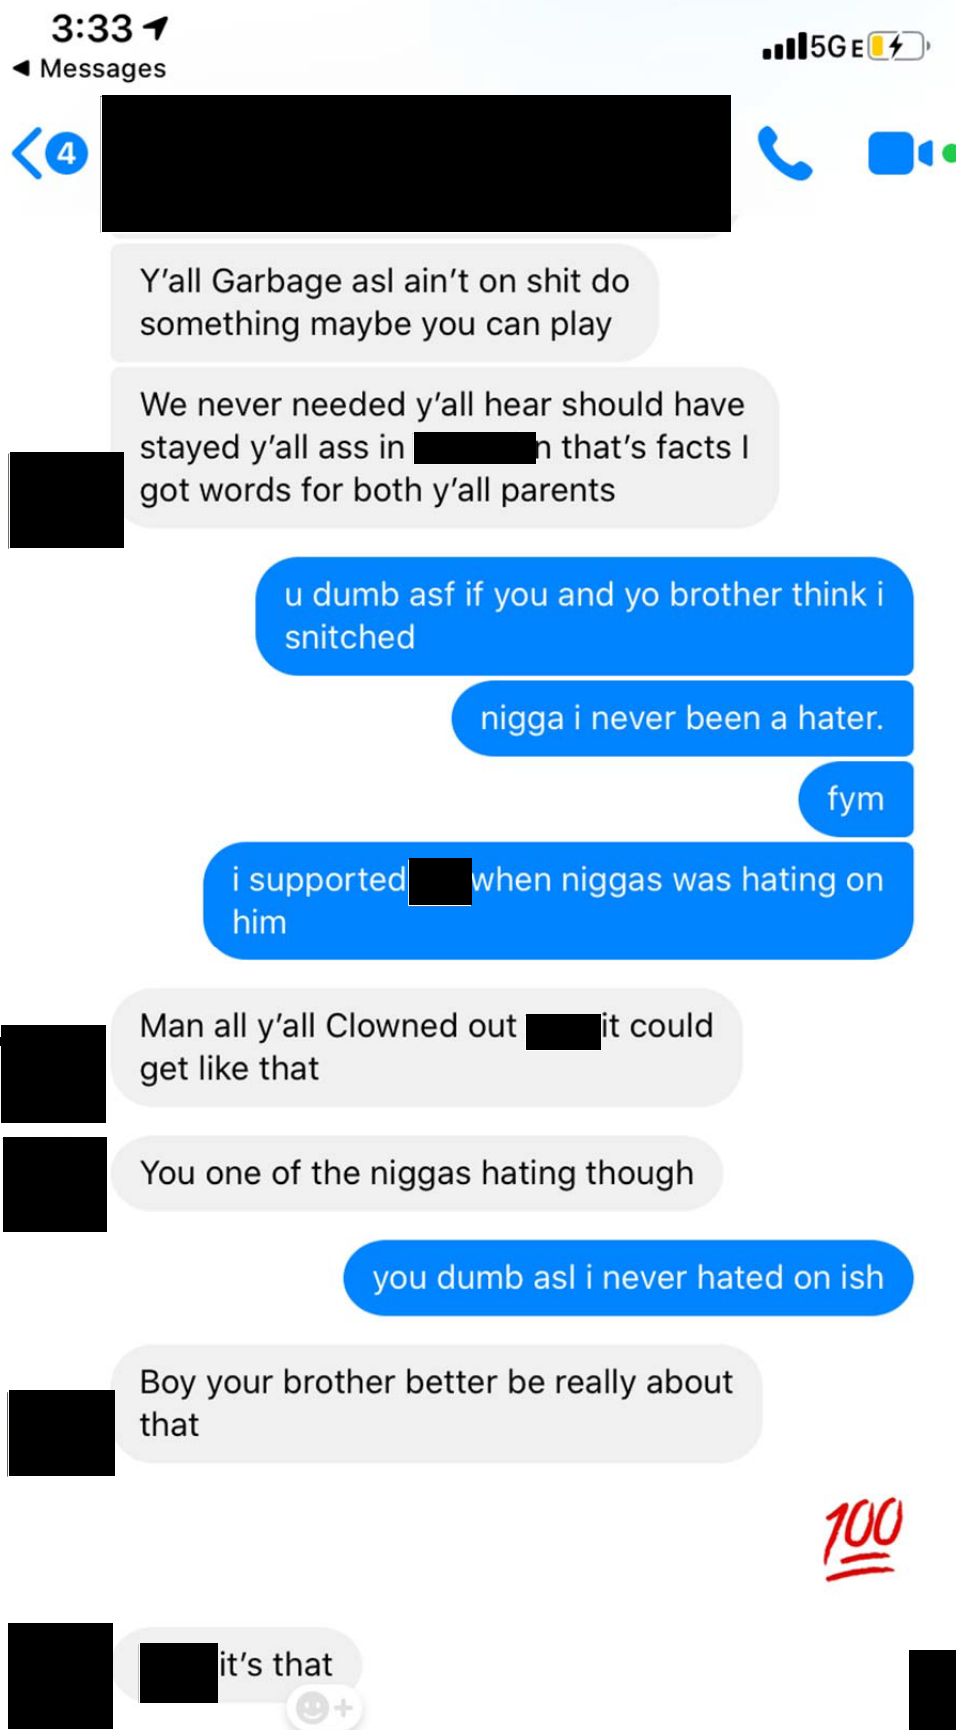 3:33
Messages
5G E
4
Y'all Garbage asl ain't on shit do
something maybe you can play
We never needed y'all hear should have
stayed y'all ass in n that's facts I
got words for both y'all parents
u dumb asf if you and yo brother think i
snitched
nigga i never been a hater.
fym
i supported when niggas was hating on
him
Man all y'all Clowned out it could
get like that
You one of the niggas hating though
you dumb asl i never hated on ish
Boy your brother better be really about
that
💯
it's that